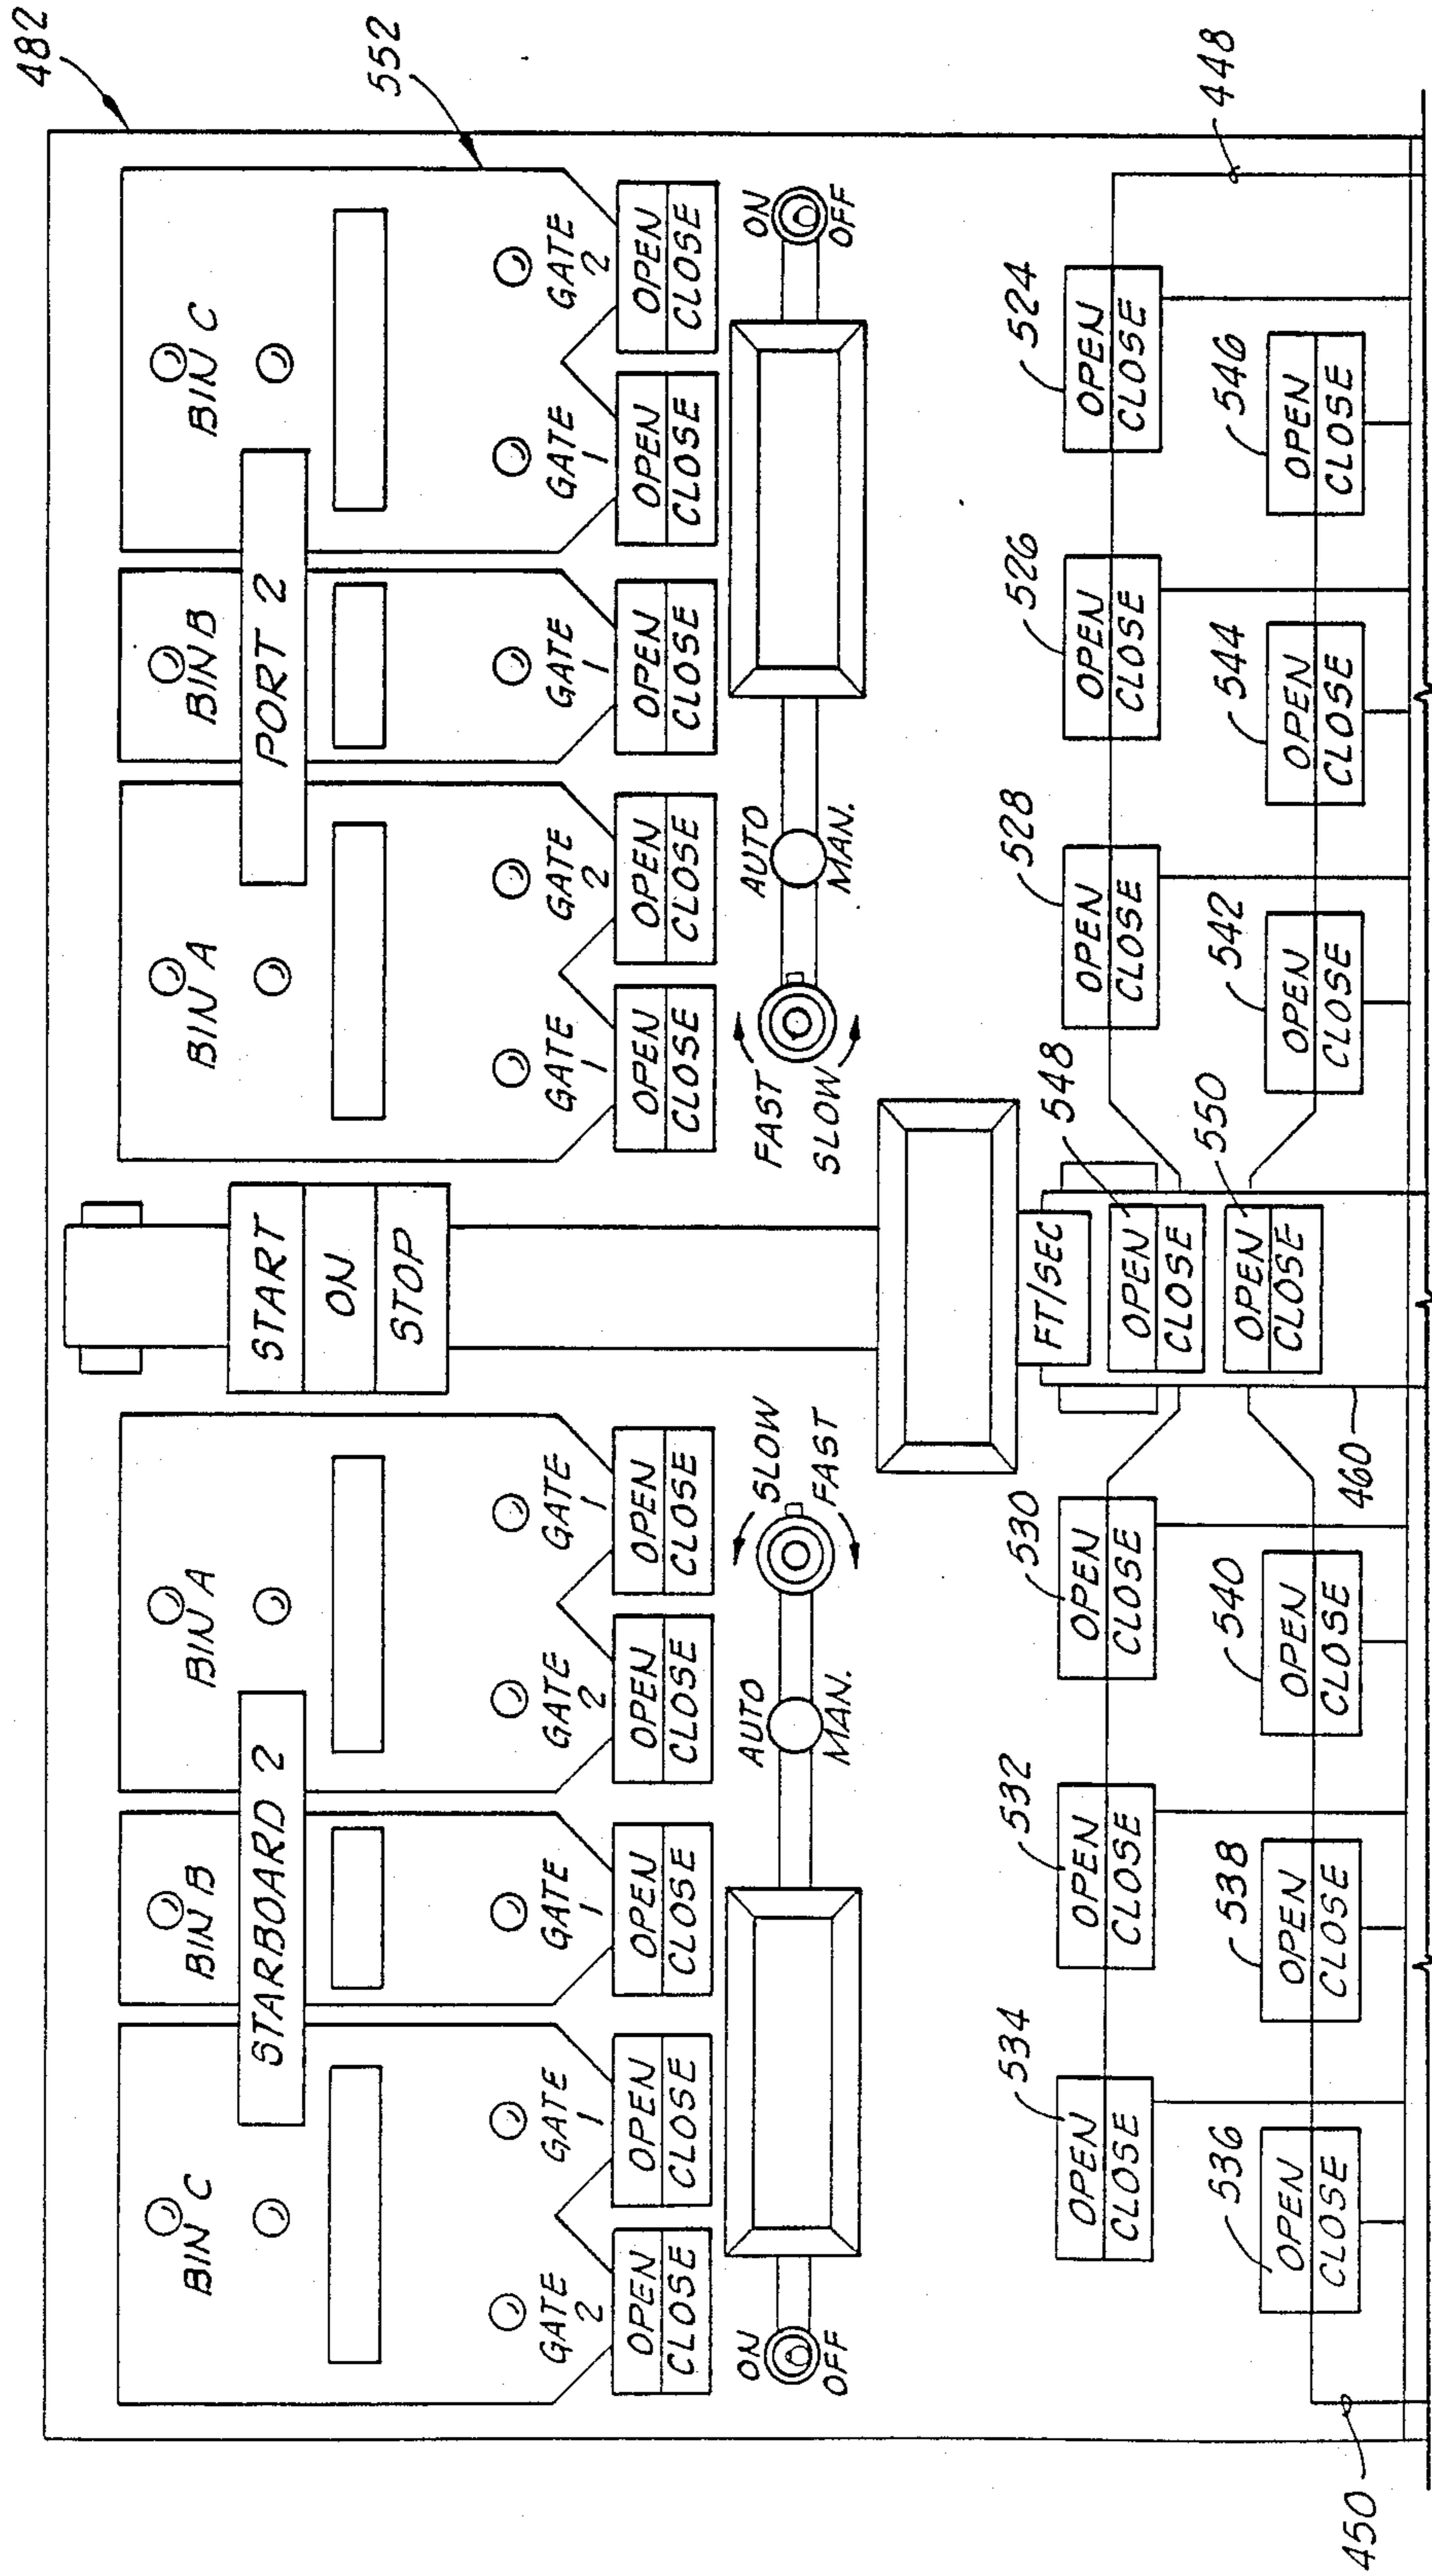 482
552
BIN C
BIN B
BIN A
BIN A
BIN B
BIN C
STARBOARD 2
PORT 2
START
ON
STOP
GATE
2
GATE
1
GATE
1
GATE
2
GATE
1
GATE
1
GATE
2
GATE
1
GATE
1
GATE
2
OPEN
CLOSE
OPEN
CLOSE
OPEN
CLOSE
OPEN
CLOSE
OPEN
CLOSE
OPEN
CLOSE
OPEN
CLOSE
OPEN
CLOSE
OPEN
CLOSE
OPEN
CLOSE
ON
OFF
AUTO
MAN.
SLOW
FAST
FAST
SLOW
AUTO
MAN.
ON
OFF
FT/SEC
534
OPEN
CLOSE
532
OPEN
CLOSE
530
OPEN
CLOSE
548
OPEN
CLOSE
528
OPEN
CLOSE
526
OPEN
CLOSE
524
OPEN
CLOSE
448
536
OPEN
CLOSE
538
OPEN
CLOSE
540
OPEN
CLOSE
550
OPEN
CLOSE
542
OPEN
CLOSE
544
OPEN
CLOSE
546
OPEN
CLOSE
450
460